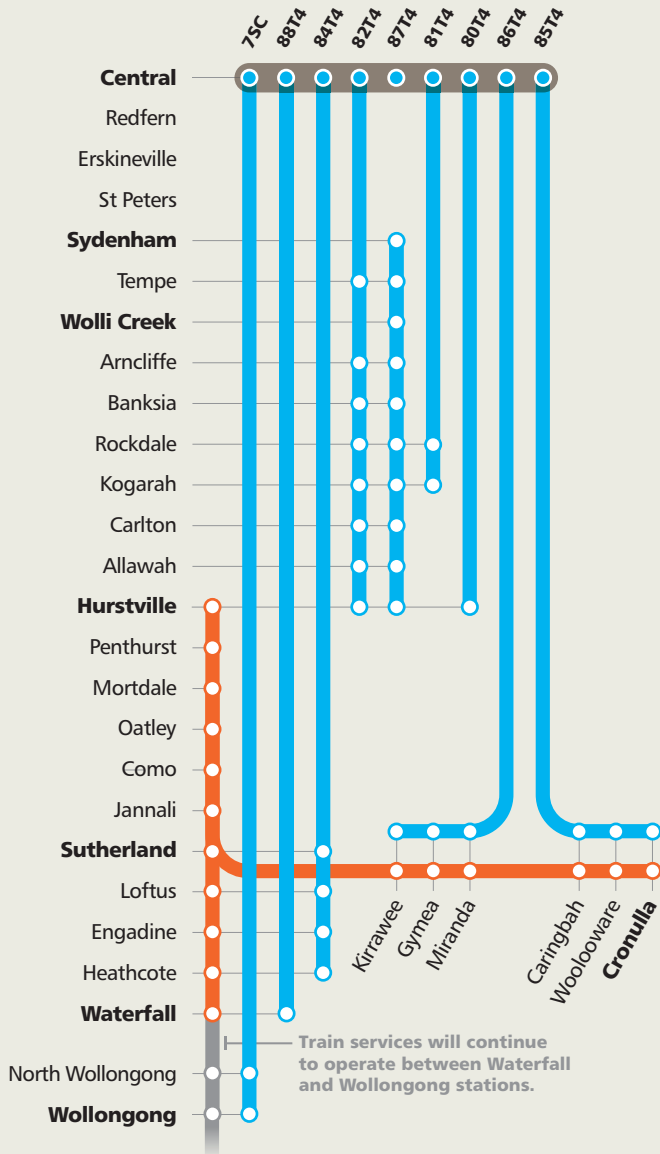 7SC
88T4
84T4
82T4
87T4
81T4
80T4
86T4
85T4
Central
Redfern
Erskineville
St Peters
Sydenham
Tempe
Wolli Creek
Arncliffe
Banksia
Rockdale
Kogarah
Carlton
Allawah
Hurstville
Penthurst
Mortdale
Oatley
Como
Jannali
Sutherland
Loftus
Engadine
Heathcote
Waterfall
North Wollongong
Wollongong
Kirrawee
Gymea
Miranda
Caringbah
Woolooware
Cronulla
Train services will continue
to operate between Waterfall
and Wollongong stations.